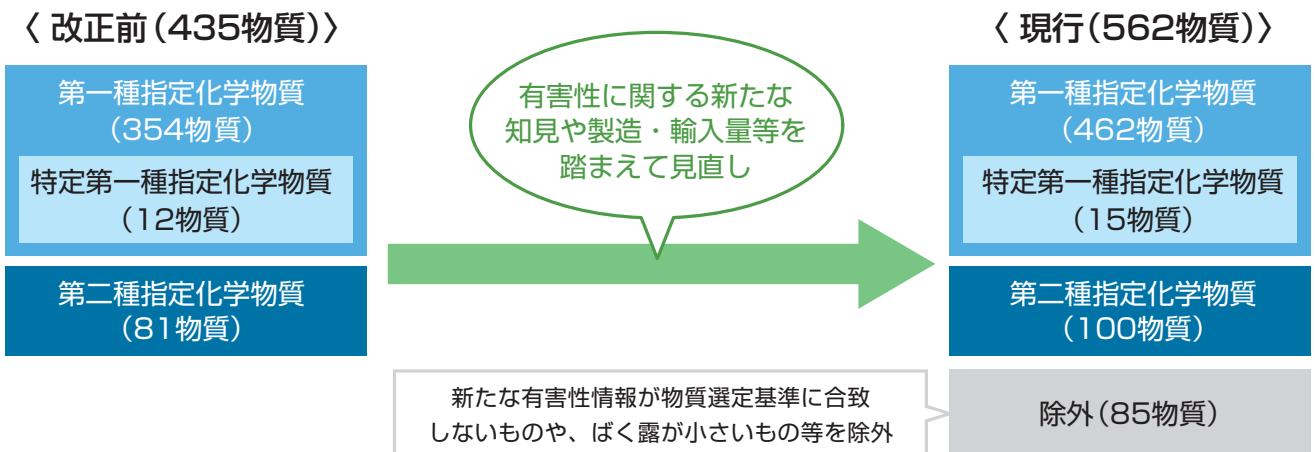 〈 改正前(435物質)〉
第一種指定化学物質
(354物質)
特定第一種指定化学物質
(12物質)
第二種指定化学物質
(81物質)
有害性に関する新たな
知見や製造・輸入量等を
踏まえて見直し
〈 現行(562物質)〉
第一種指定化学物質
(462物質)
特定第一種指定化学物質
(15物質)
第二種指定化学物質
(100物質)
新たな有害性情報が物質選定基準に合致
しないものや、ばく露が小さいもの等を除外
除外(85物質)